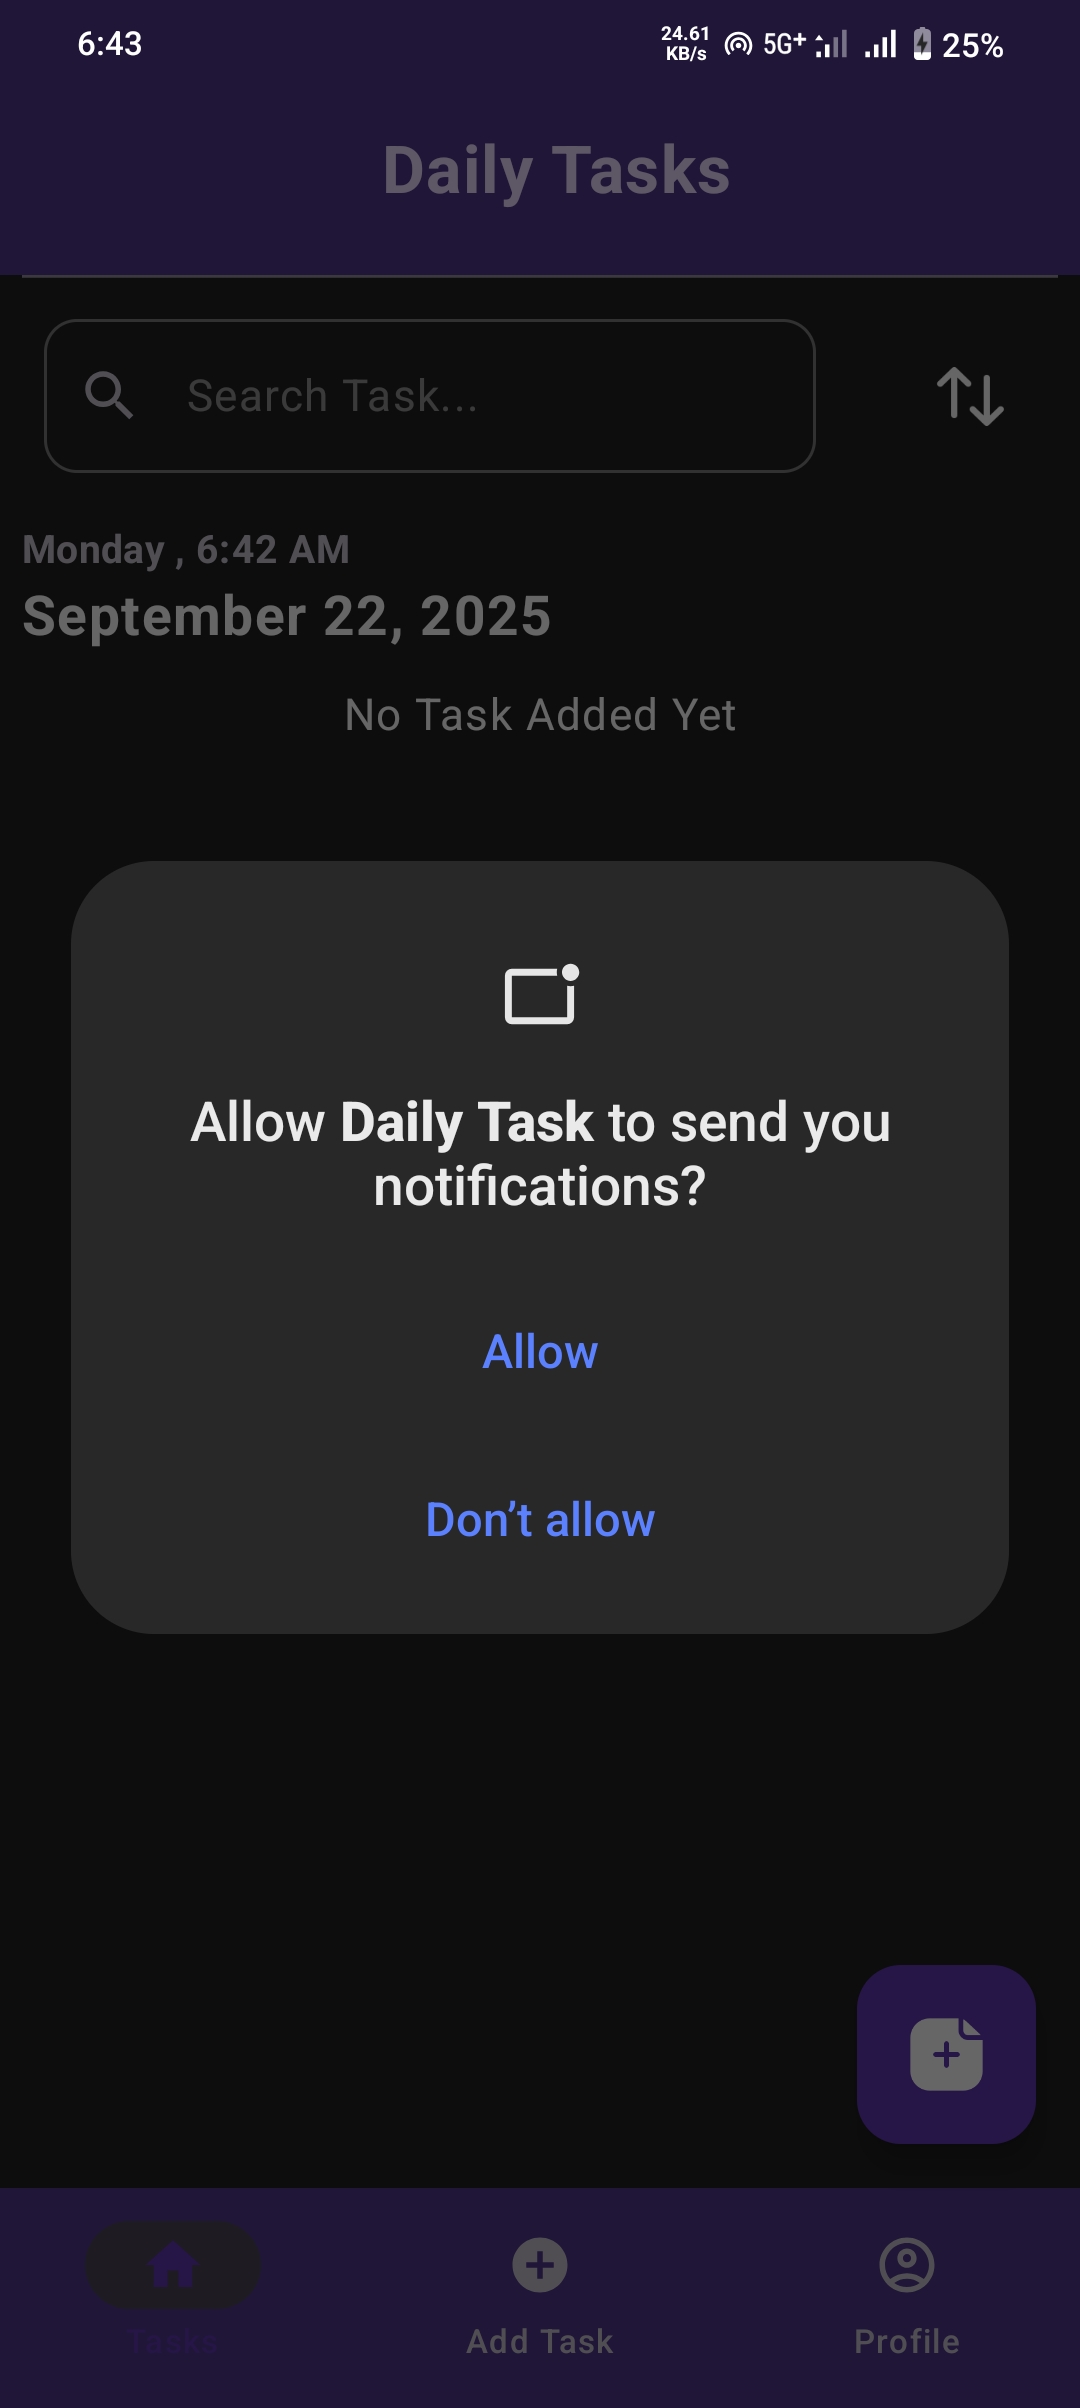 6:43
24.61
KB/s
5G+
25%
Daily Tasks
Search Task...
Monday , 6:42 AM
September 22, 2025
No Task Added Yet
Allow Daily Task to send you
notifications?
Allow
Don’t allow
Tasks
Add Task
Profile